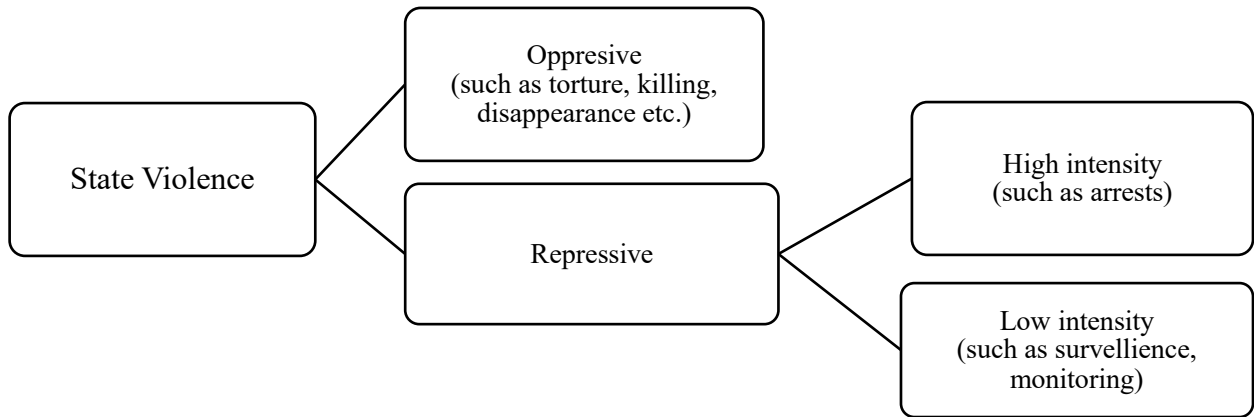 State Violence
Oppresive
(such as torture, killing,
disappearance etc.)
Repressive
High intensity
(such as arrests)
Low intensity
(such as survellience,
monitoring)